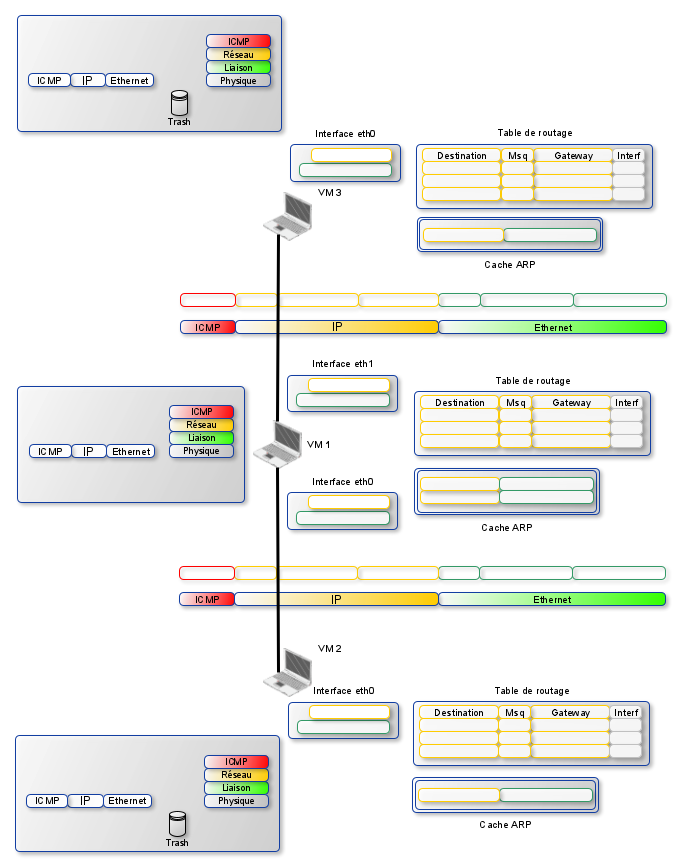 ICMP
Réseau
Liaison
Physique
ICMP IP Ethernet
Trash
Interface eth0
Table de routage
Destination Msq Gateway Interf
VM 3
Cache ARP
ICMP IP Ethernet
Interface eth1
Table de routage
Destination Msq Gateway Interf
ICMP
Réseau
Liaison
Physique
ICMP IP Ethernet
VM 1
Interface eth0
Cache ARP
ICMP IP Ethernet
VM 2
Interface eth0
Table de routage
Destination Msq Gateway Interf
ICMP
Réseau
Liaison
Physique
ICMP IP Ethernet
Trash
Cache ARP